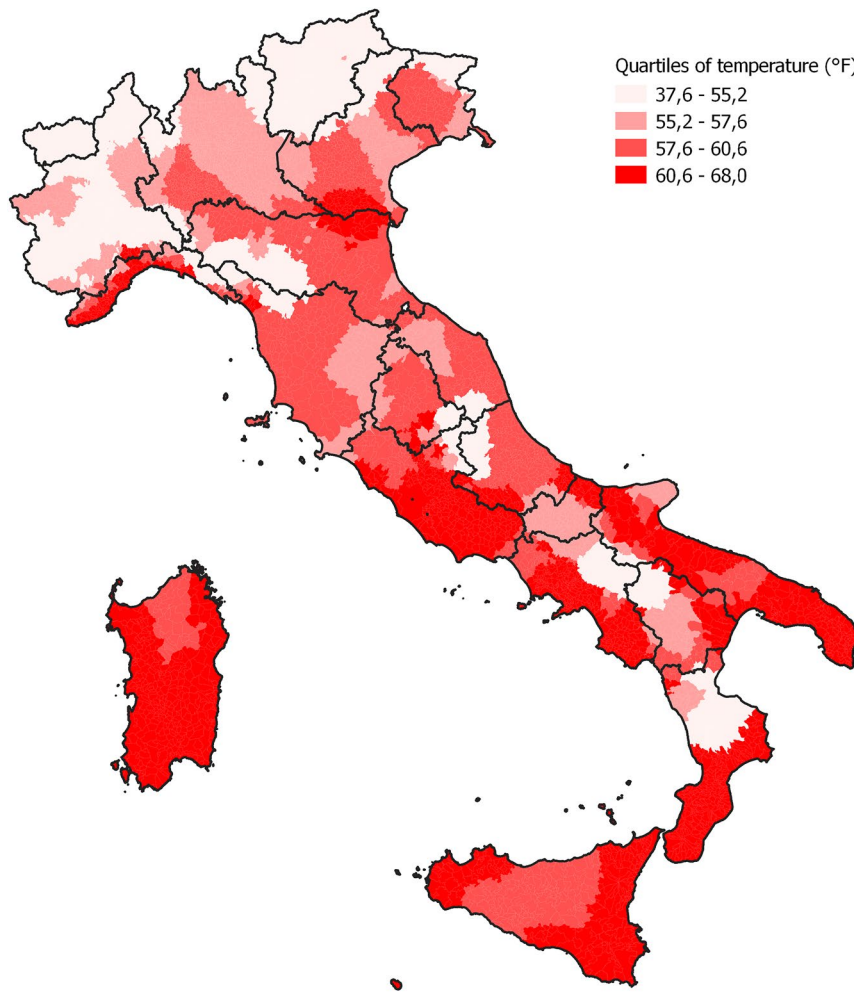 Quartiles of temperature (°F)
37,6 - 55,2
55,2 - 57,6
57,6 - 60,6
60,6 - 68,0